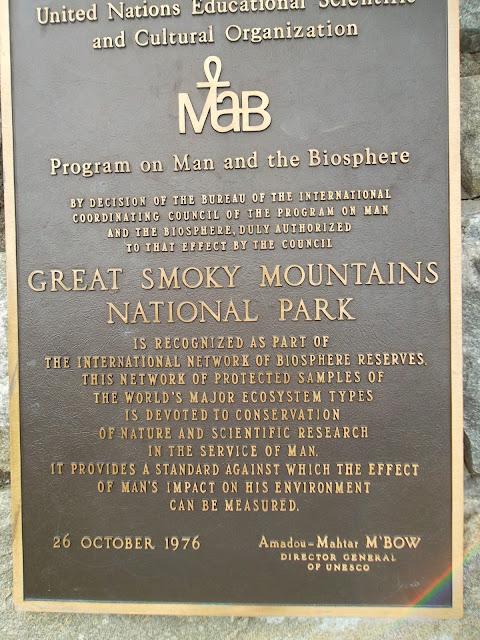 United Nations Educational Scientific
and Cultural Organization
MaB
Program on Man and the Biosphere
BY DECISION OF THE BUREAU OF THE INTERNATIONAL
COORDINATING COUNCIL OF THE PROGRAM ON MAN
AND THE BIOSPHERE, DULY AUTHORIZED
TO THAT EFFECT BY THE COUNCIL
GREAT SMOKY MOUNTAINS
NATIONAL PARK
IS RECOGNIZED AS PART OF
THE INTERNATIONAL NETWORK OF BIOSPHERE RESERVES.
THIS NETWORK OF PROTECTED SAMPLES OF
THE WORLD'S MAJOR ECOSYSTEM TYPES
IS DEVOTED TO CONSERVATION
OF NATURE AND SCIENTIFIC RESEARCH
IN THE SERVICE OF MAN.
IT PROVIDES A STANDARD AGAINST WHICH THE EFFECT
OF MAN'S IMPACT ON HIS ENVIRONMENT
CAN BE MEASURED.
26 OCTOBER 1976
Amadou-Mahtar M'BOW
DIRECTOR GENERAL
OF UNESCO